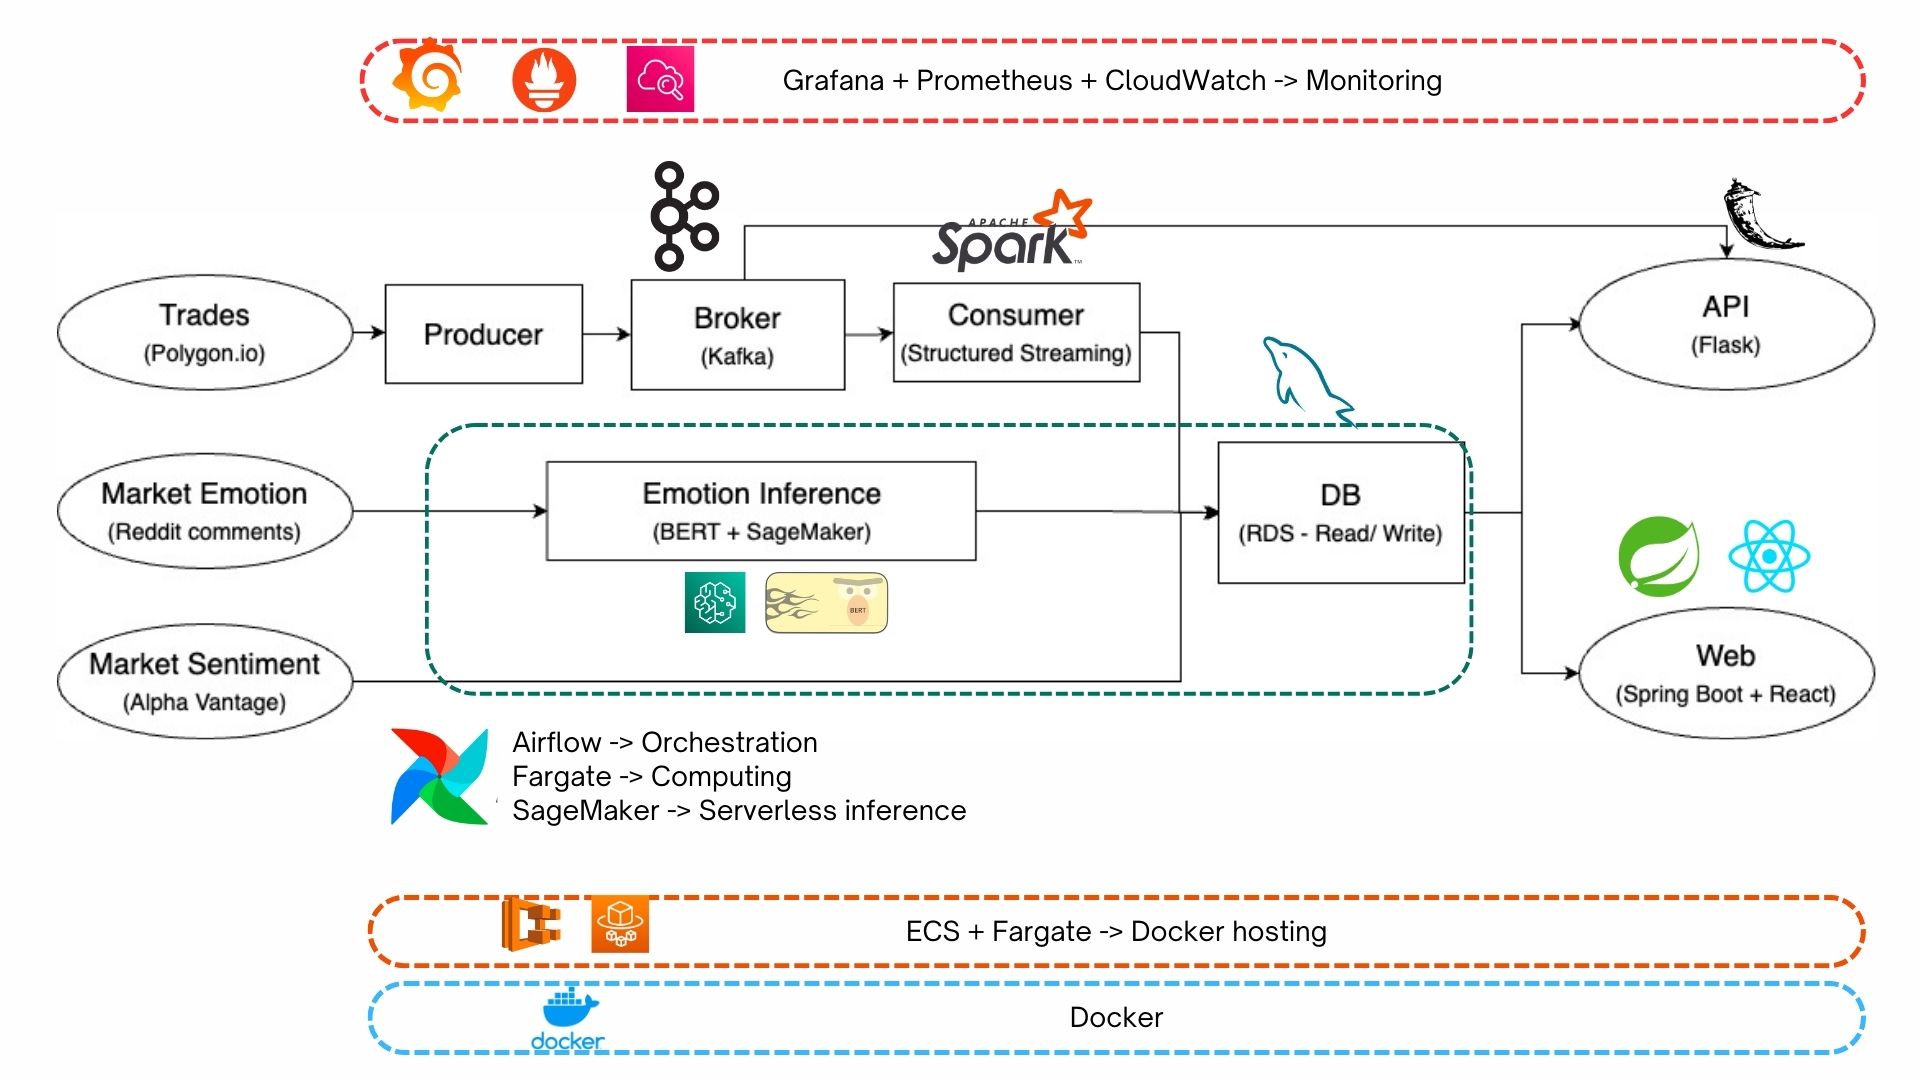 Grafana + Prometheus + CloudWatch -> Monitoring
APACHE
Spark™
Trades
(Polygon.io)
Producer
Broker
(Kafka)
Consumer
(Structured Streaming)
API
(Flask)
Market Emotion
(Reddit comments)
Emotion Inference
(BERT + SageMaker)
BERT
DB
(RDS - Read/ Write)
Market Sentiment
(Alpha Vantage)
Web
(Spring Boot + React)
Airflow -> Orchestration
Fargate -> Computing
SageMaker -> Serverless inference
ECS + Fargate -> Docker hosting
docker
Docker